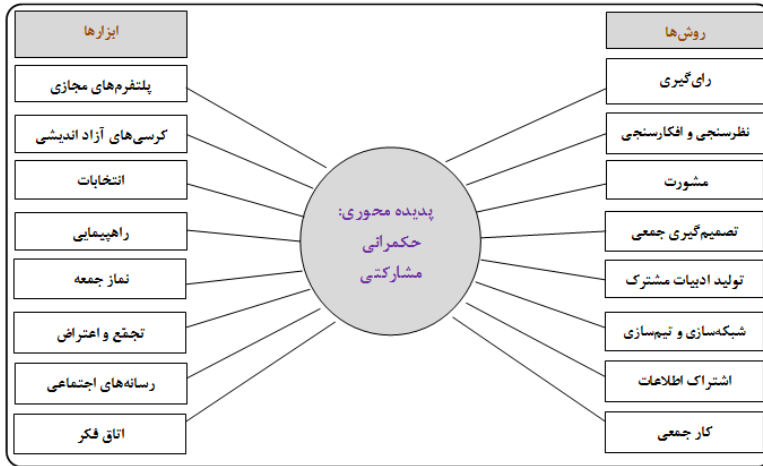 روش‌ها
رای‌گیری
نظرسنجی و افکارسنجی
مشورت
تصمیم‌گیری جمعی
تولید ادبیات مشترک
شبکه‌سازی و تیم‌سازی
اشتراک اطلاعات
کار جمعی
پدیده محوری:
حکمرانی
مشارکتی
ابزارها
پلتفرم‌های مجازی
کرسی‌های آزاد اندیشی
انتخابات
راهپیمایی
نماز جمعه
تجمّع و اعتراض
رسانه‌های اجتماعی
اتاق فکر